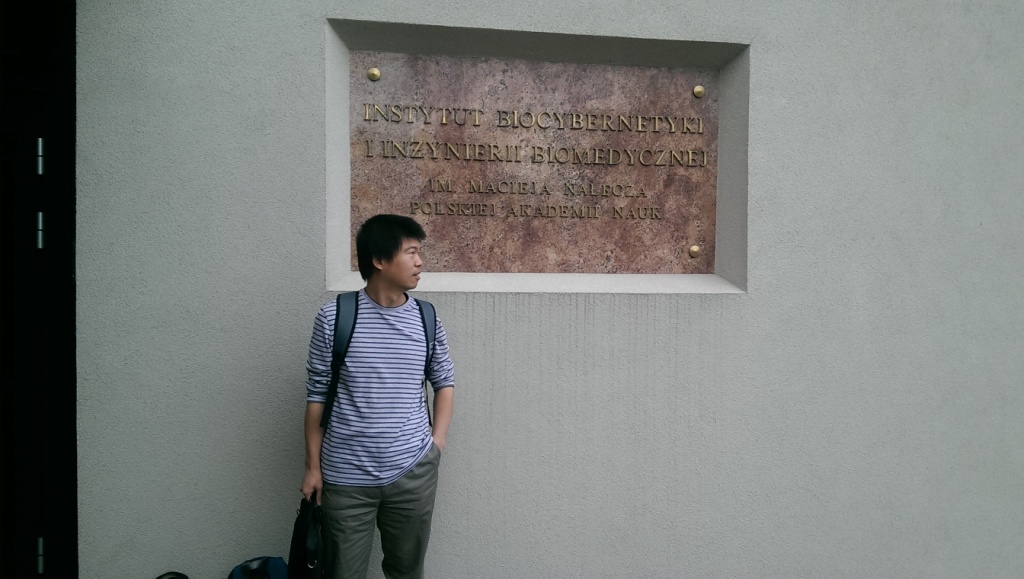 INSTYTUT BIOCYBERNETYKI
I INŻYNIERII BIOMEDYCZNEJ
IM. MACIEJA NAŁĘCZA
POLSKIEJ AKADEMII NAUK